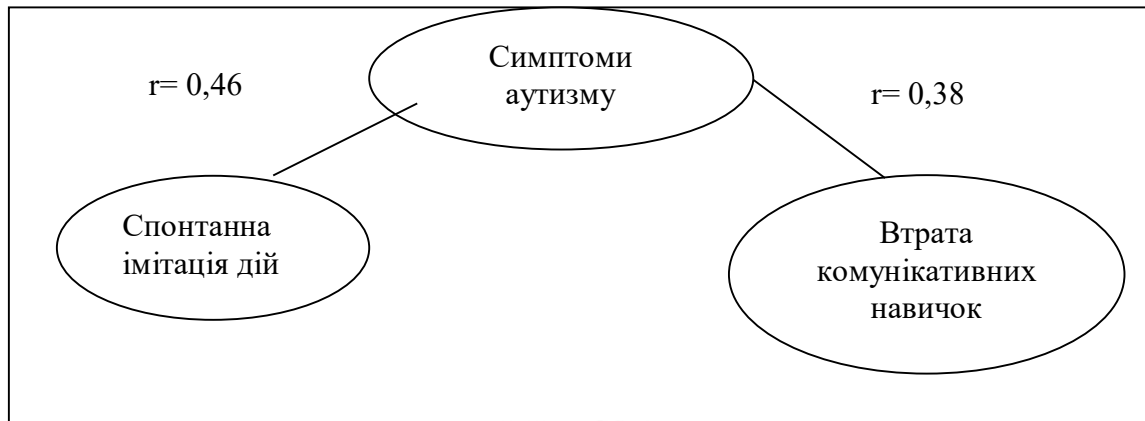 Симптоми
аутизму
r= 0,46
r= 0,38
Спонтанна
імітація дій
Втрата
комунікативних
навичок